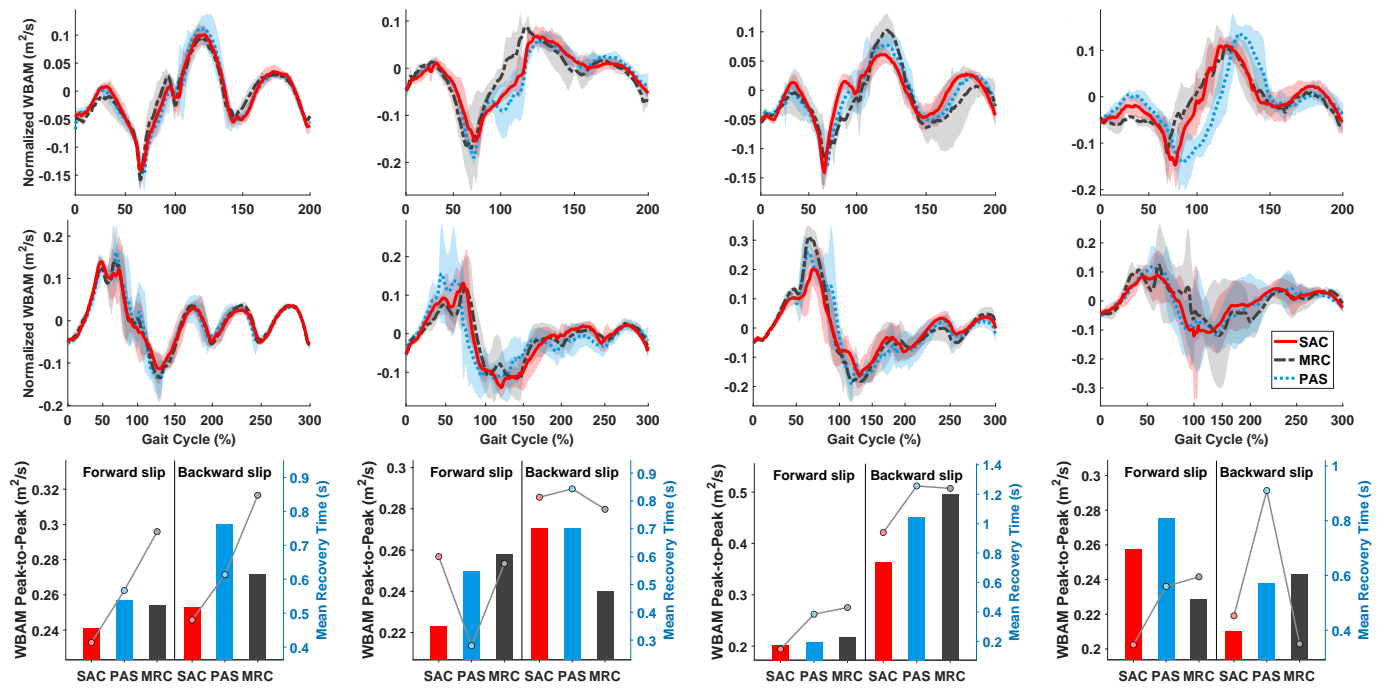 Normalized WBAM (m²/s)
0.1
0.05
0
-0.05
-0.1
-0.15
0 50 100 150 200
0.1
0
-0.1
-0.2
0 50 100 150 200
0.1
0.05
0
-0.05
-0.1
-0.15
0 50 100 150 200
0.1
0
-0.1
-0.2
0 50 100 150 200
Normalized WBAM (m²/s)
0.2
0.1
0
-0.1
-0.2
0 50 100 150 200 250 300
Gait Cycle (%)
0.2
0.1
0
-0.1
0 50 100 150 200 250 300
Gait Cycle (%)
0.3
0.2
0.1
0
-0.1
-0.2
0 50 100 150 200 250 300
Gait Cycle (%)
0.2
0.1
0
-0.1
-0.2
-0.3
0 50 100 150 200 250 300
Gait Cycle (%)
SAC
MRC
PAS
WBAM Peak-to-Peak (m²/s)
0.32
0.3
0.28
0.26
0.24
Forward slip Backward slip
0.9
0.8
0.7
0.6
0.5
0.4
Mean Recovery Time (s)
SAC PAS MRC SAC PAS MRC
WBAM Peak-to-Peak (m²/s)
0.3
0.28
0.26
0.24
0.22
Forward slip Backward slip
0.9
0.8
0.7
0.6
0.5
0.4
0.3
Mean Recovery Time (s)
SAC PAS MRC SAC PAS MRC
WBAM Peak-to-Peak (m²/s)
0.5
0.4
0.3
0.2
Forward slip Backward slip
1.4
1.2
1
0.8
0.6
0.4
0.2
Mean Recovery Time (s)
SAC PAS MRC SAC PAS MRC
WBAM Peak-to-Peak (m²/s)
0.3
0.28
0.26
0.24
0.22
0.2
Forward slip Backward slip
1
0.8
0.6
0.4
Mean Recovery Time (s)
SAC PAS MRC SAC PAS MRC